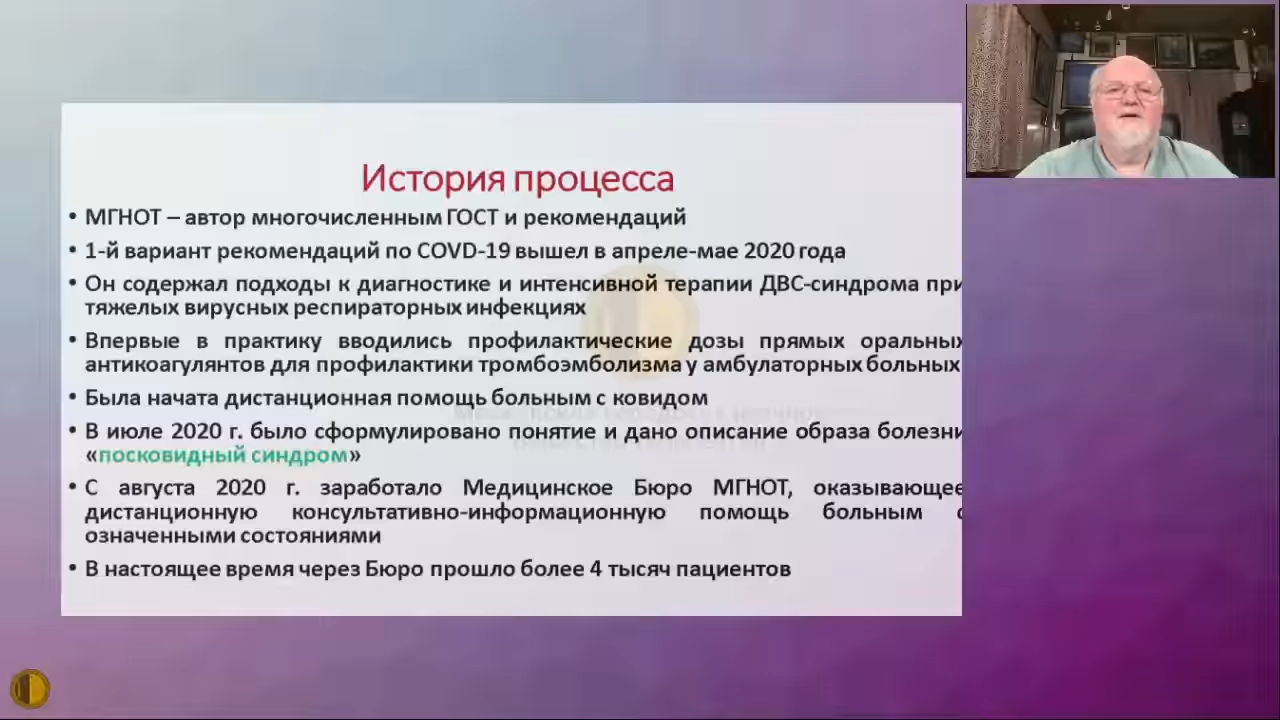 История процесса
• МГНОТ – автор многочисленным ГОСТ и рекомендаций
• 1-й вариант рекомендаций по COVD-19 вышел в апреле-мае 2020 года
• Он содержал подходы к диагностике и интенсивной терапии ДВС-синдрома при
тяжелых вирусных респираторных инфекциях
• Впервые в практику вводились профилактические дозы прямых оральных
антикоагулянтов для профилактики тромбоэмболизма у амбулаторных больных
• Была начата дистанционная помощь больным с ковидом
• В июле 2020 г. было сформулировано понятие и дано описание образа болезни
«посковидный синдром»
• С августа 2020 г. заработало Медицинское Бюро МГНОТ, оказывающее
дистанционную консультативно-информационную помощь больным с
означенными состояниями
• В настоящее время через Бюро прошло более 4 тысяч пациентов